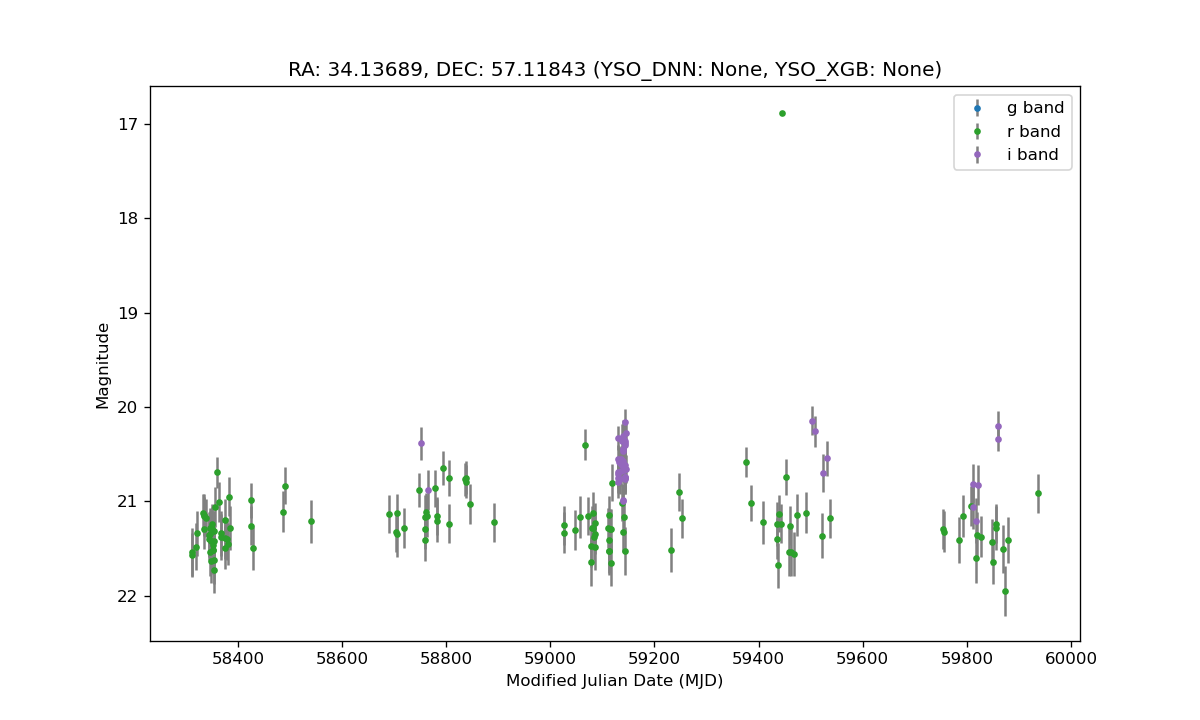 RA: 34.13689, DEC: 57.11843 (YSO_DNN: None, YSO_XGB: None)
g band
r band
i band
17
18
19
20
21
22
Magnitude
58400 58600 58800 59000 59200 59400 59600 59800 60000
Modified Julian Date (MJD)